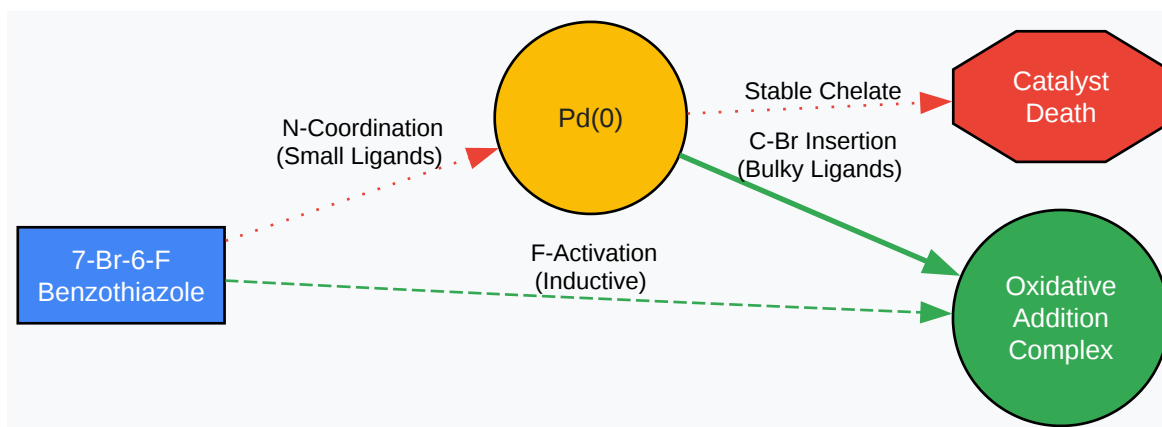 N-Coordination
(Small Ligands)
Pd(0)
Stable Chelate
Catalyst
Death
C-Br Insertion
(Bulky Ligands)
7-Br-6-F
Benzothiazole
F-Activation
(Inductive)
Oxidative
Addition
Complex